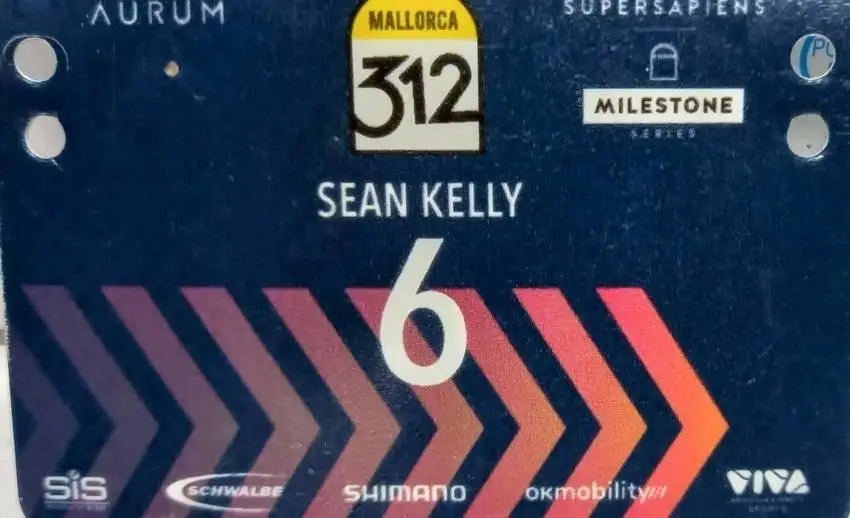 AURUM
MALLORCA
312
SUPERSAPIENS
MILESTONE
SERIES
SEAN KELLY
6
SiS
SCHWALBE
SHIMANO
okmobility
VIVA